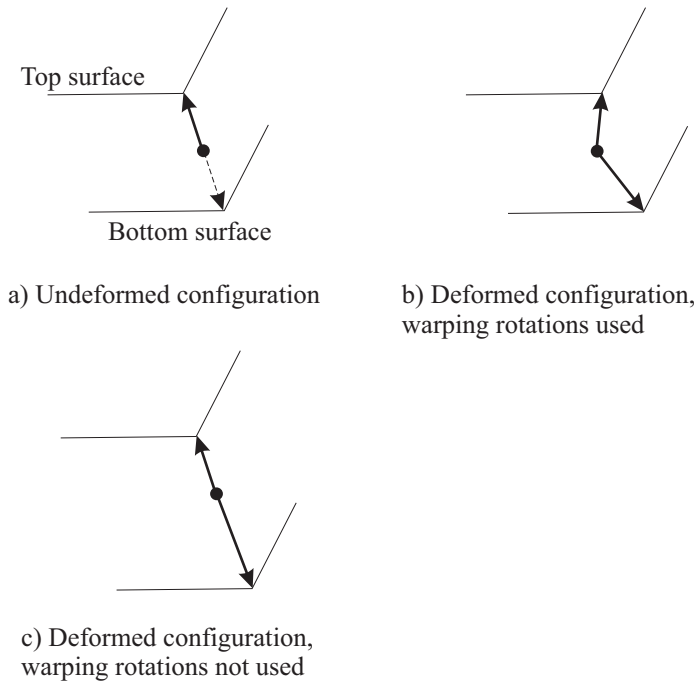 Top surface
Bottom surface
a) Undeformed configuration
b) Deformed configuration,
warping rotations used
c) Deformed configuration,
warping rotations not used